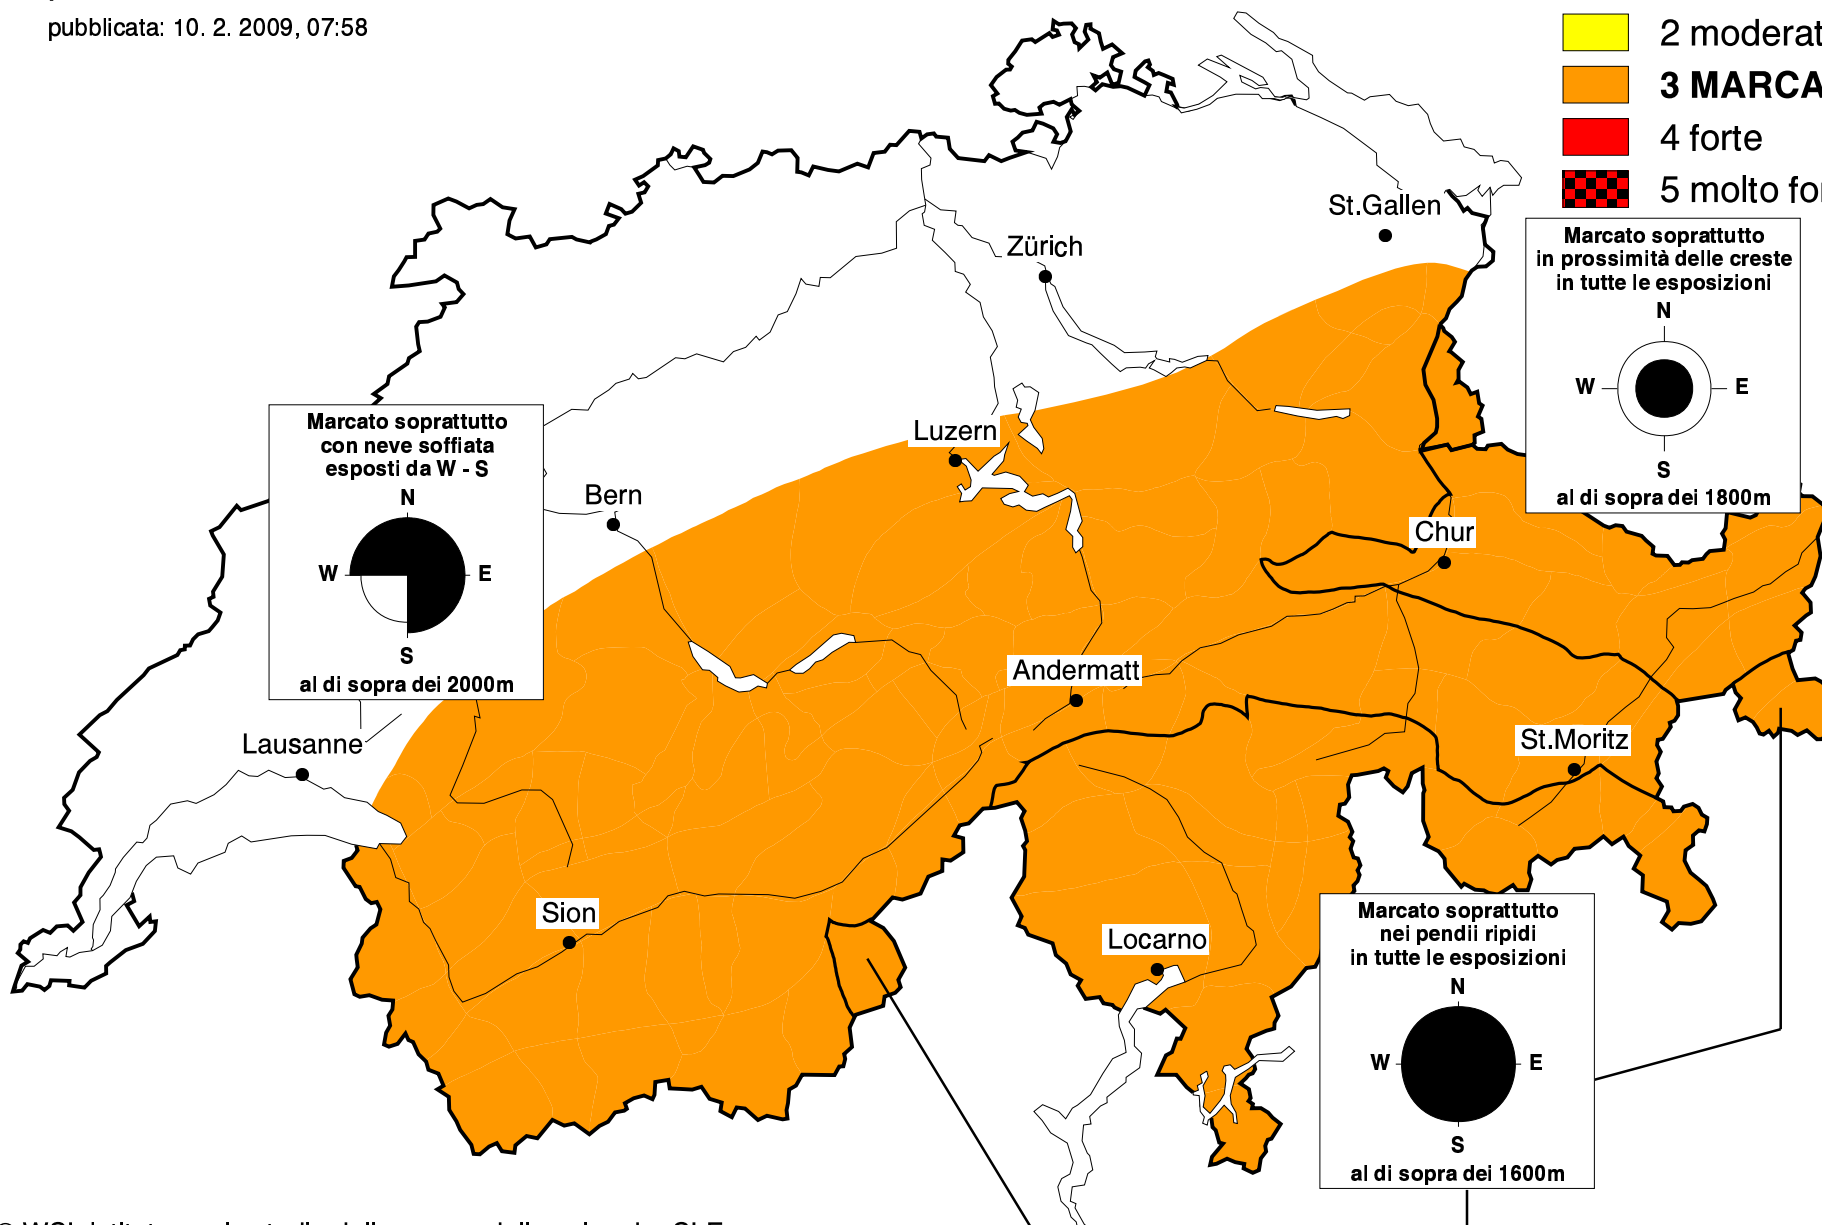 pubblicata: 10. 2. 2009, 07:58
2 moderat
3 MARCA
4 forte
5 molto for
St.Gallen
Zürich
Marcato soprattutto
in prossimità delle creste
in tutte le esposizioni
N
W E
S
al di sopra dei 1800m
Marcato soprattutto
con neve soffiata
esposti da W - S
N
W E
S
al di sopra dei 2000m
Luzern
Bern
Chur
Andermatt
St.Moritz
Lausanne
Sion
Locarno
Marcato soprattutto
nei pendii ripidi
in tutte le esposizioni
N
W E
S
al di sopra dei 1600m